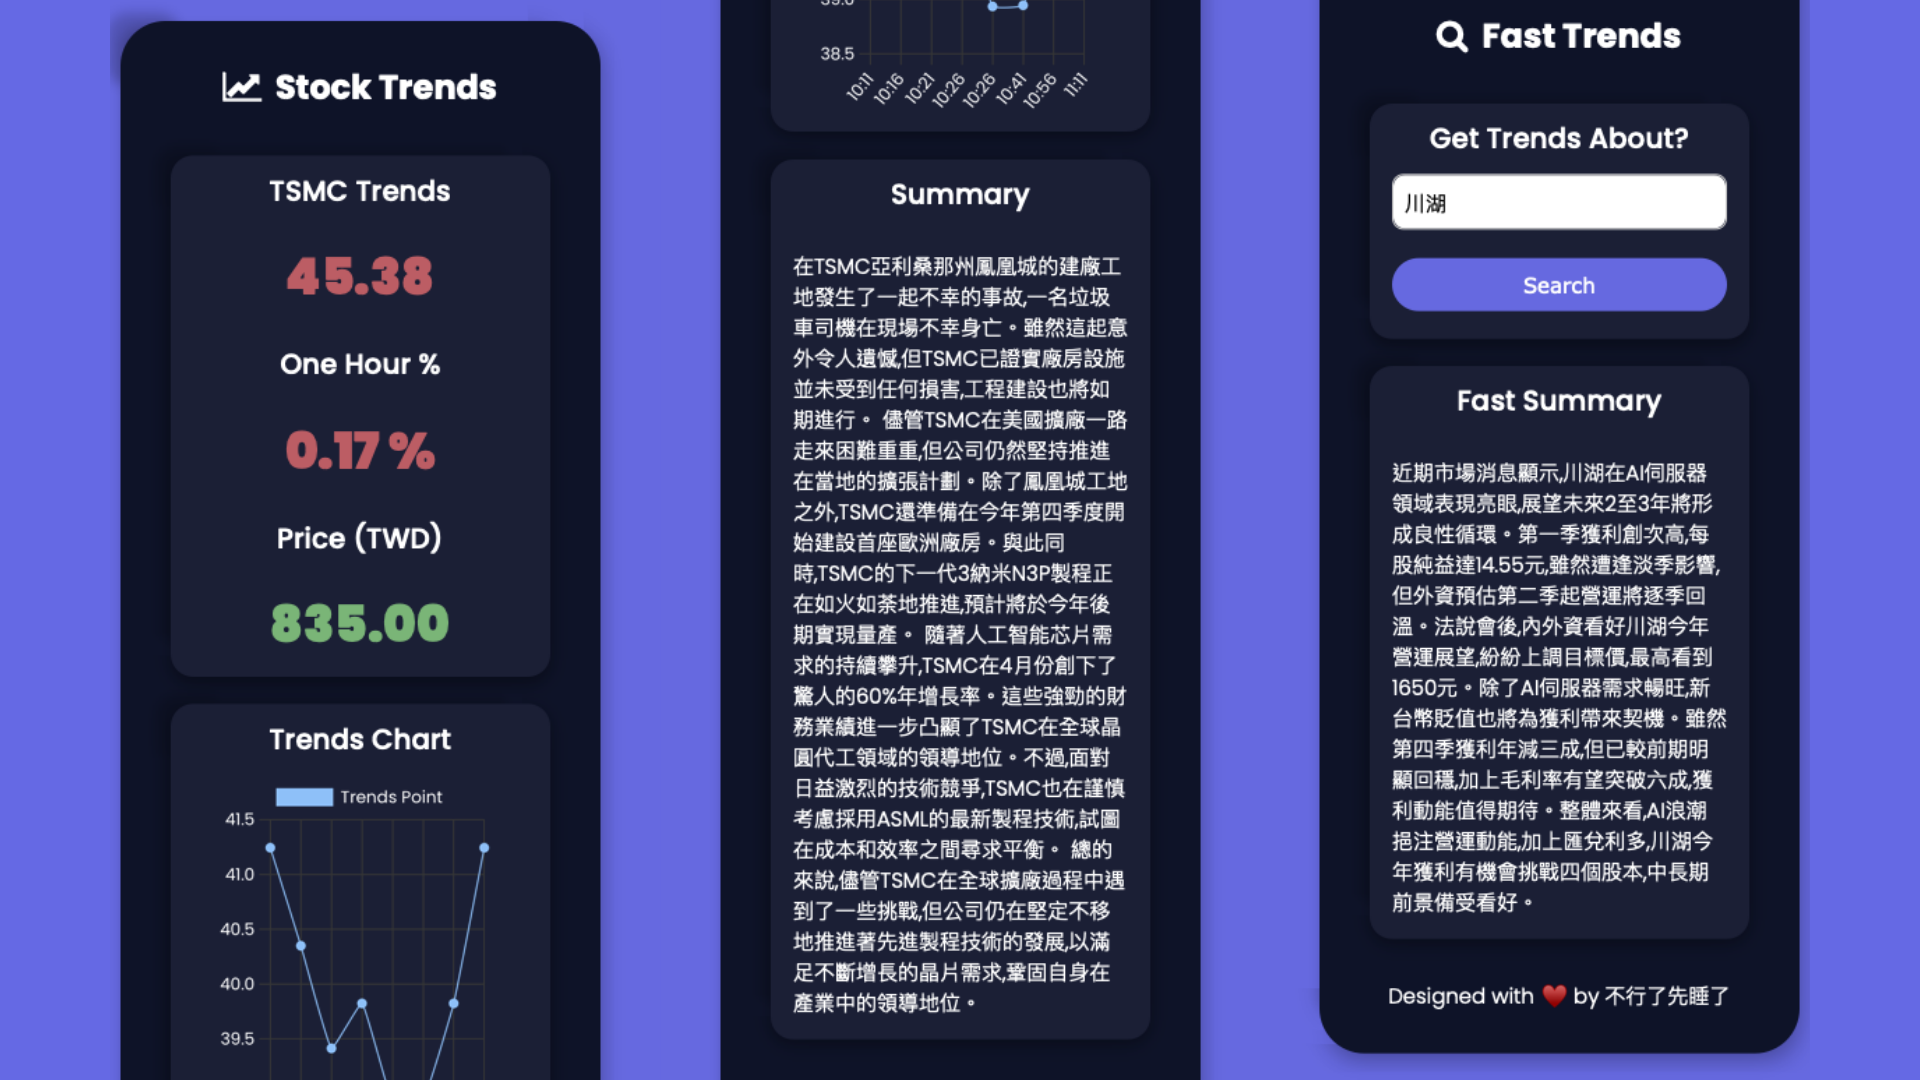 Stock Trends
TSMC Trends
45.38
One Hour %
0.17 %
Price (TWD)
835.00
Trends Chart
Trends Point
41.5
41.0
40.5
40.0
39.5
39.0
38.5
10:11
10:16
10:21
10:26
10:26
10:41
10:56
11:11
Summary
在TSMC亞利桑那州鳳凰城的建廠工
地發生了一起不幸的事故,一名垃圾
車司機在現場不幸身亡。雖然這起意
外令人遺憾,但TSMC已證實廠房設施
並未受到任何損害,工程建設也將如
期進行。 儘管TSMC在美國擴廠一路
走來困難重重,但公司仍然堅持推進
在當地的擴張計劃。除了鳳凰城工地
之外,TSMC還準備在今年第四季度開
始建設首座歐洲廠房。與此同
時,TSMC的下一代3納米N3P製程正
在如火如荼地推進,預計將於今年後
期實現量產。 隨著人工智能芯片需
求的持續攀升,TSMC在4月份創下了
驚人的60%年增長率。這些強勁的財
務業績進一步凸顯了TSMC在全球晶
圓代工領域的領導地位。不過,面對
日益激烈的技術競爭,TSMC也在謹慎
考慮採用ASML的最新製程技術,試圖
在成本和效率之間尋求平衡。 總的
來說,儘管TSMC在全球擴廠過程中遇
到了一些挑戰,但公司仍在堅定不移
地推進著先進製程技術的發展,以滿
足不斷增長的晶片需求,鞏固自身在
產業中的領導地位。
Fast Trends
Get Trends About?
川湖
Search
Fast Summary
近期市場消息顯示,川湖在AI伺服器
領域表現亮眼,展望未來2至3年將形
成良性循環。第一季獲利創次高,每
股純益達14.55元,雖然遭逢淡季影響,
但外資預估第二季起營運將逐季回
溫。法說會後,內外資看好川湖今年
營運展望,紛紛上調目標價,最高看到
1650元。除了AI伺服器需求暢旺,新
台幣貶值也將為獲利帶來契機。雖然
第四季獲利年減三成,但已較前期明
顯回穩,加上毛利率有望突破六成,獲
利動能值得期待。整體來看,AI浪潮
挹注營運動能,加上匯兌利多,川湖今
年獲利有機會挑戰四個股本,中長期
前景備受看好。
Designed with ❤️ by 不行了先睡了